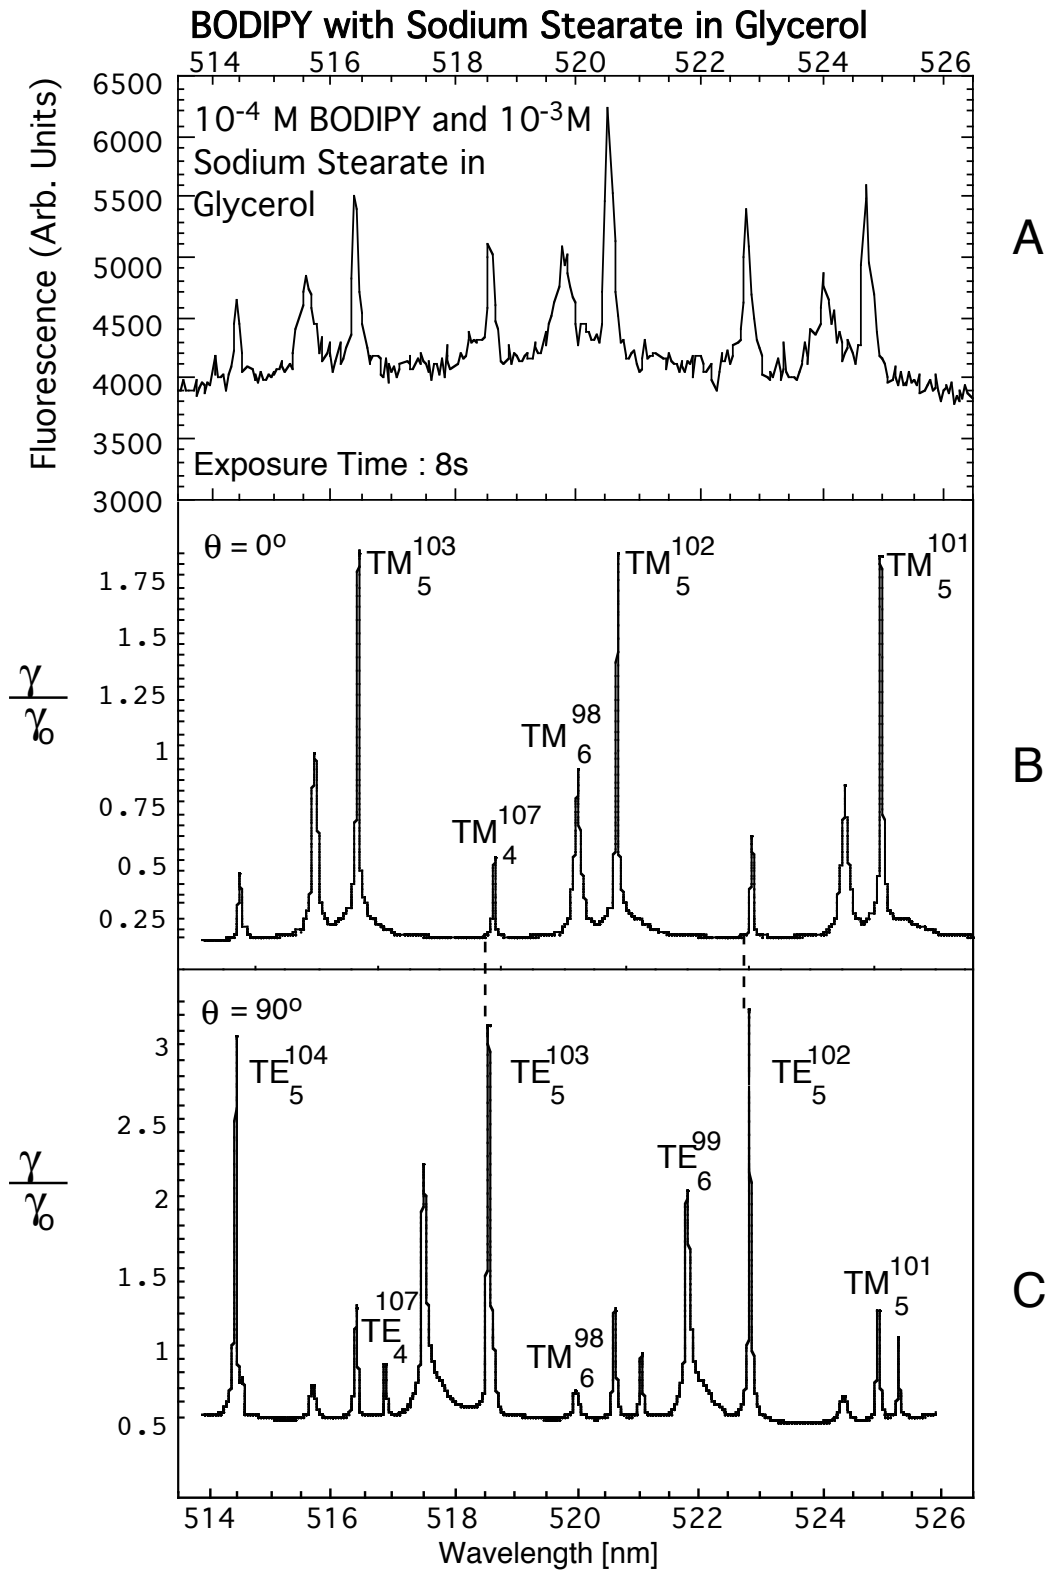 BODIPY with Sodium Stearate in Glycerol
514 516 518 520 522 524 526
Fluorescence (Arb. Units)
6500
6000
5500
5000
4500
4000
3500
3000
10⁻⁴ M BODIPY and 10⁻³M
Sodium Stearate in
Glycerol
Exposure Time : 8s
A
θ = 0º
TM₅¹⁰³
TM₅¹⁰²
TM₅¹⁰¹
1.75
1.5
1.25
1
0.75
0.5
0.25
γ
γ₀
TM₆⁹⁸
TM₄¹⁰⁷
B
θ = 90º
TE₅¹⁰⁴
TE₅¹⁰³
TE₅¹⁰²
3
2.5
2
1.5
1
0.5
γ
γ₀
TE₆⁹⁹
TM₅¹⁰¹
TE₄¹⁰⁷
TM₆⁹⁸
C
514 516 518 520 522 524 526
Wavelength [nm]